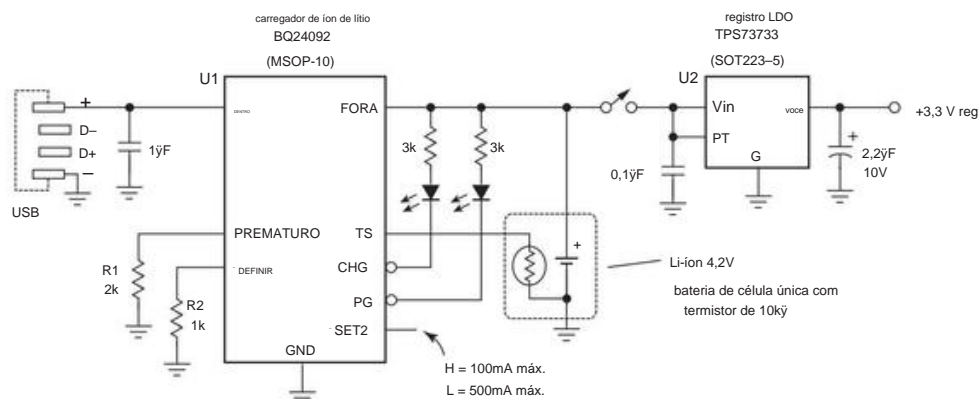 carregador de íon de lítio
BQ24092
(MSOP-10)
registro LDO
TPS73733
(SOT223–5)
U1
U2
+
D–
D+
–
USB
1ÿF
DENTRO
FORA
3k
3k
Vin
PT
voce
G
+3,3 V reg
0,1ÿF
+
2,2ÿF
10V
PREMATURO
TS
DEFINIR
CHG
PG
SET2
GND
R1
2k
R2
1k
+
Li-íon 4,2V
bateria de célula única com
termistor de 10kÿ
H = 100mA máx.
L = 500mA máx.